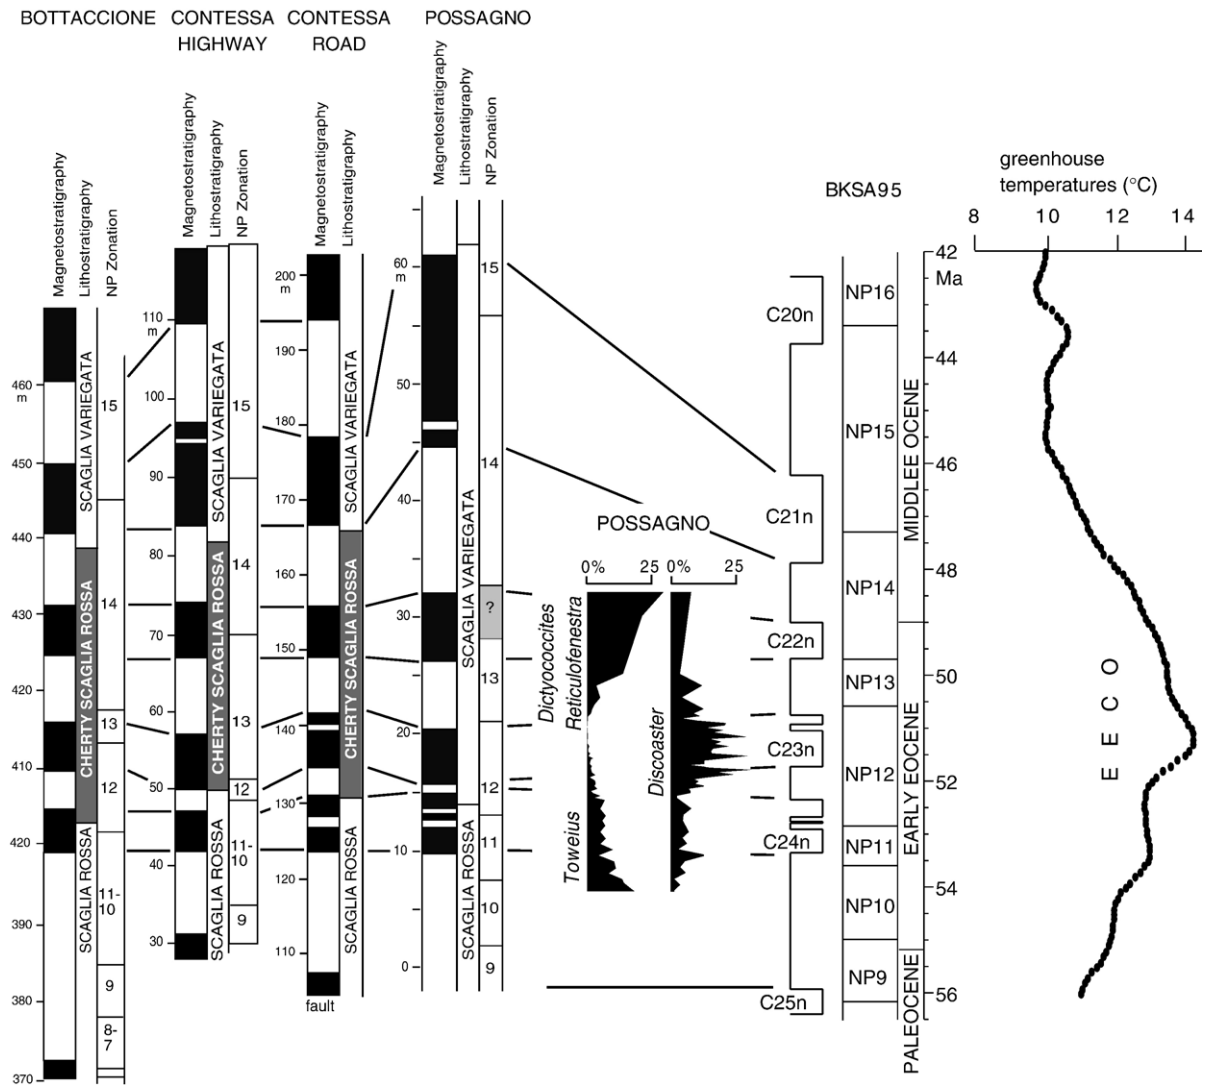 BOTTACCIONE
CONTESSA
HIGHWAY
CONTESSA
ROAD
POSSAGNO
Magnetostratigraphy
Lithostratigraphy
NP Zonation
460
m
450
440
430
420
410
420
390
380
370
SCAGLIA VARIEGATA
CHERTY SCAGLIA ROSSA
SCAGLIA ROSSA
15
14
13
12
11-
10
9
8-
7
Magnetostratigraphy
Lithostratigraphy
NP Zonation
110
m
100
90
80
70
60
50
40
30
SCAGLIA VARIEGATA
CHERTY SCAGLIA ROSSA
SCAGLIA ROSSA
15
14
13
12
11-
10
9
Magnetostratigraphy
Lithostratigraphy
200
m
190
180
170
160
150
140
130
120
110
fault
SCAGLIA VARIEGATA
CHERTY SCAGLIA ROSSA
SCAGLIA ROSSA
Magnetostratigraphy
Lithostratigraphy
NP Zonation
60
m
50
40
30
20
10
0
SCAGLIA VARIEGATA
SCAGLIA ROSSA
15
14
?
13
12
11
10
9
POSSAGNO
0%
25
0%
25
Dictyococcites
Reticulofenestra
Toweius
Discoaster
BKSA95
C20n
C21n
C22n
C23n
C24n
C25n
NP16
NP15
NP14
NP13
NP12
NP11
NP10
NP9
MIDDLEE OCENE
EARLY EOCENE
PALEOCENE
greenhouse
temperatures (°C)
8
10
12
14
42
Ma
44
46
48
50
52
54
56
E E C O